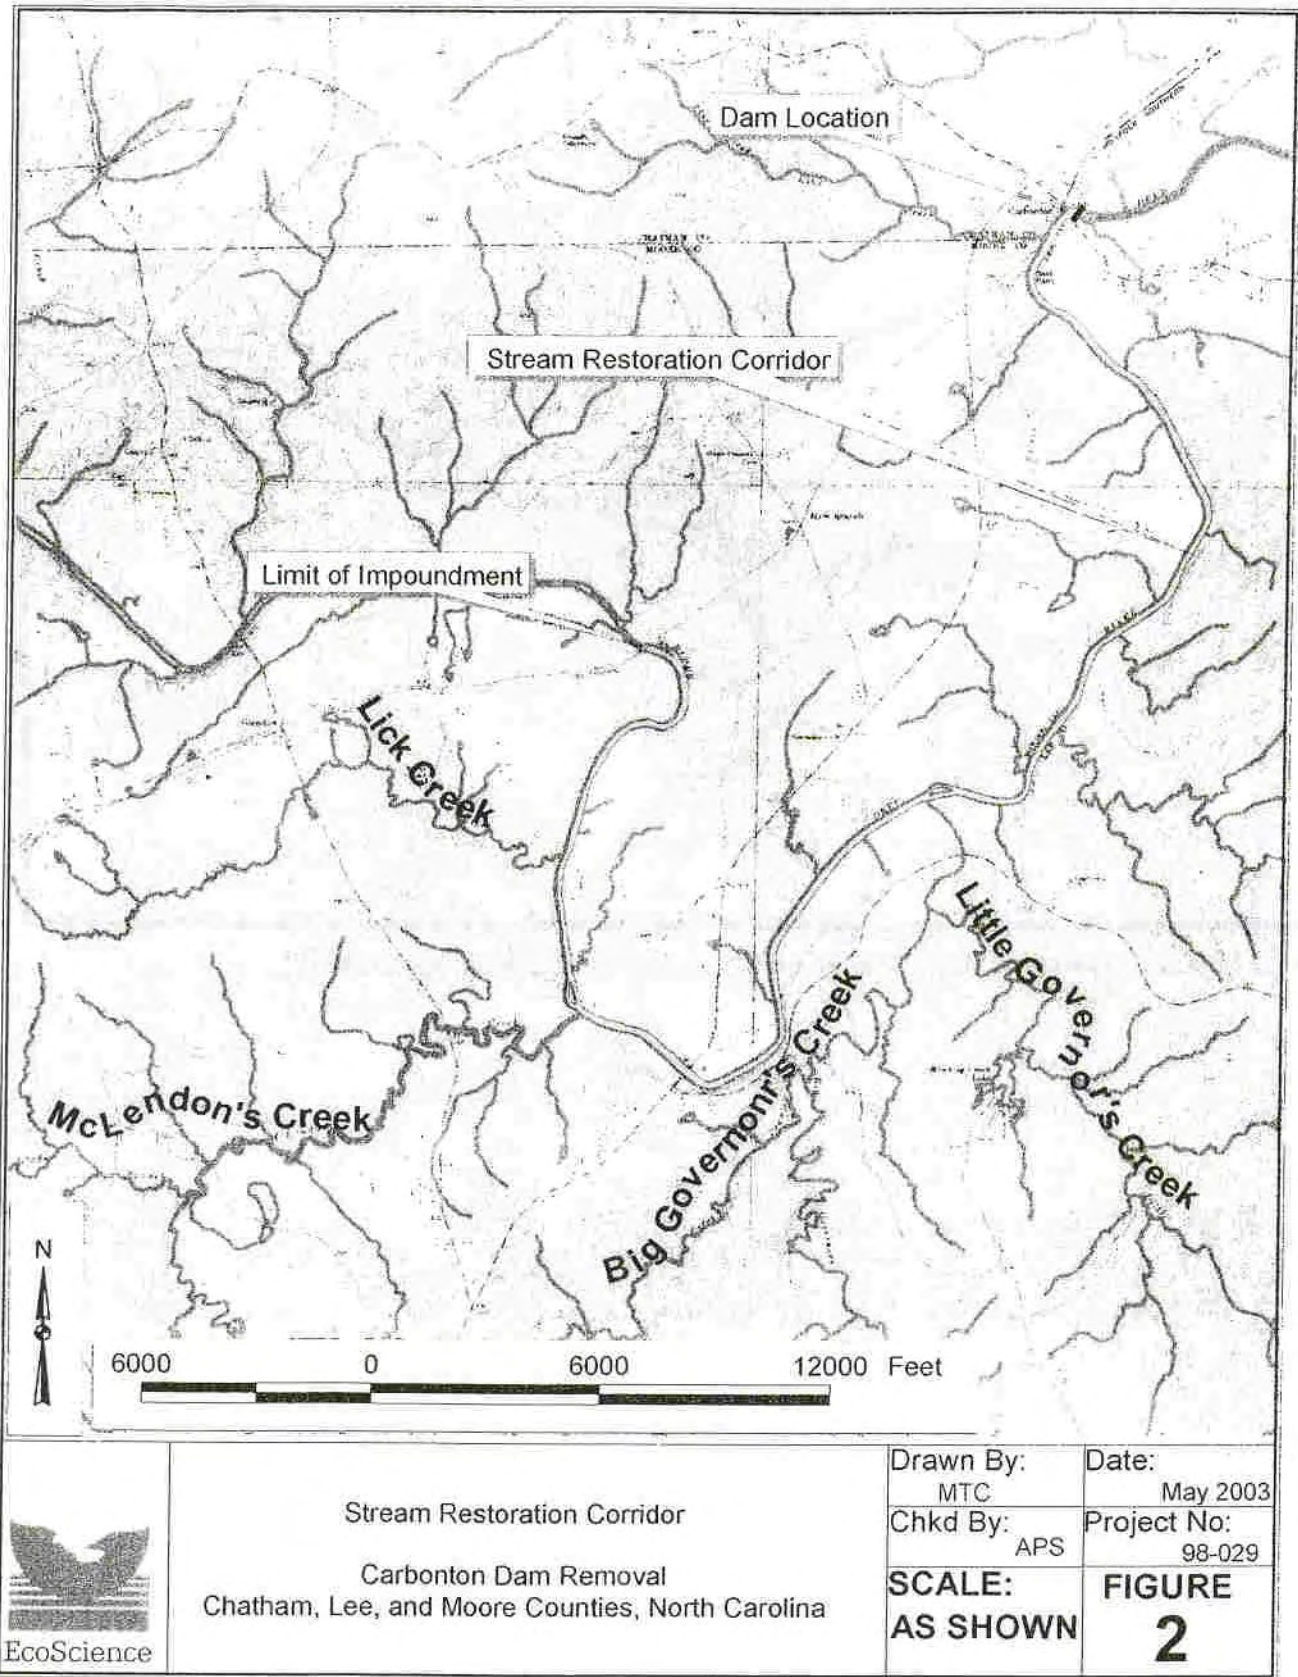 Dam Location
Stream Restoration Corridor
Limit of Impoundment
Lick Creek
Little Governor's Creek
McLendon's Creek
Big Governonr's Creek
RIVER
N
6000 0 6000 12000 Feet
EcoScience
Stream Restoration Corridor
Carbonton Dam Removal
Chatham, Lee, and Moore Counties, North Carolina
Drawn By:
MTC
Date:
May 2003
Chkd By:
APS
Project No:
98-029
SCALE:
AS SHOWN
FIGURE
2